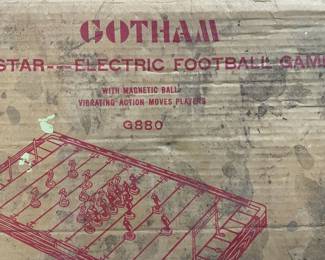 GOTHAM
STAR---ELECTRIC FOOTBALL GAME
WITH MAGNETIC BALL
VIBRATING ACTION MOVES PLAYERS
G880